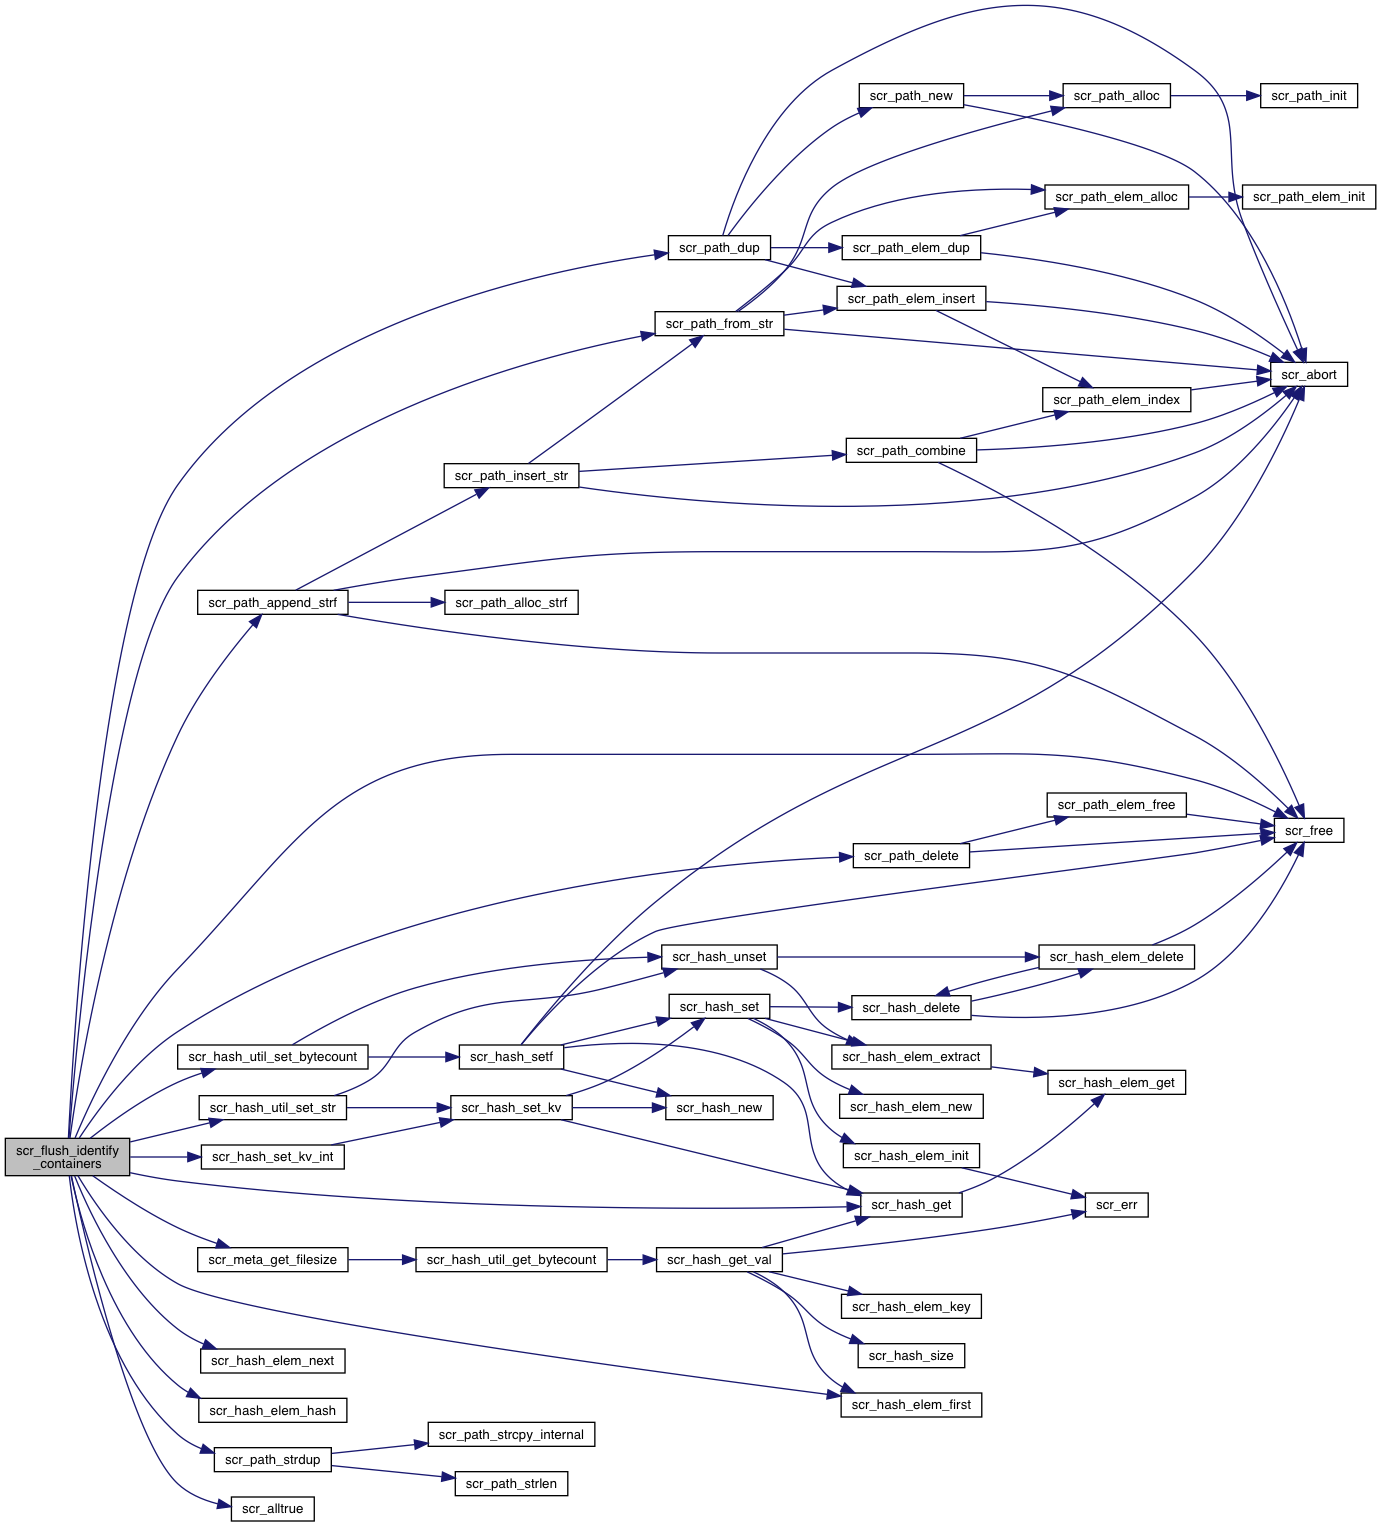 scr_path_new
scr_path_alloc
scr_path_init
scr_path_elem_alloc
scr_path_elem_init
scr_path_dup
scr_path_elem_dup
scr_path_elem_insert
scr_path_from_str
scr_abort
scr_path_elem_index
scr_path_combine
scr_path_insert_str
scr_path_append_strf
scr_path_alloc_strf
scr_path_elem_free
scr_free
scr_path_delete
scr_hash_unset
scr_hash_elem_delete
scr_hash_set
scr_hash_delete
scr_hash_util_set_bytecount
scr_hash_setf
scr_hash_elem_extract
scr_hash_elem_get
scr_hash_util_set_str
scr_hash_set_kv
scr_hash_new
scr_hash_elem_new
scr_flush_identify
_containers
scr_hash_set_kv_int
scr_hash_elem_init
scr_hash_get
scr_err
scr_meta_get_filesize
scr_hash_util_get_bytecount
scr_hash_get_val
scr_hash_elem_key
scr_hash_elem_next
scr_hash_size
scr_hash_elem_hash
scr_hash_elem_first
scr_path_strcpy_internal
scr_path_strdup
scr_path_strlen
scr_alltrue